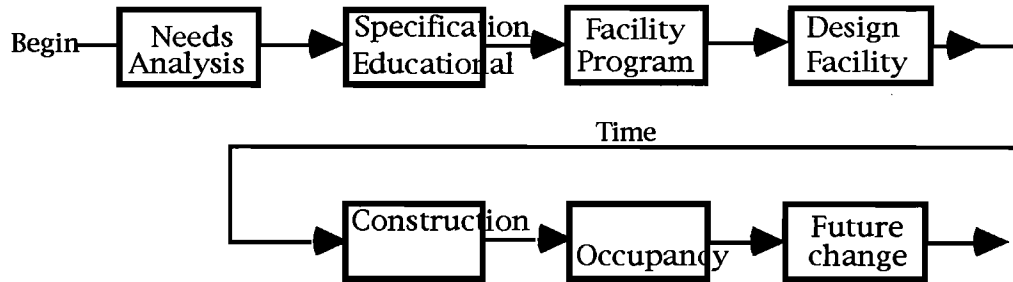 Begin
Needs
Analysis
Specification
Educational
Facility
Program
Design
Facility
Time
Construction
Occupancy
Future
change